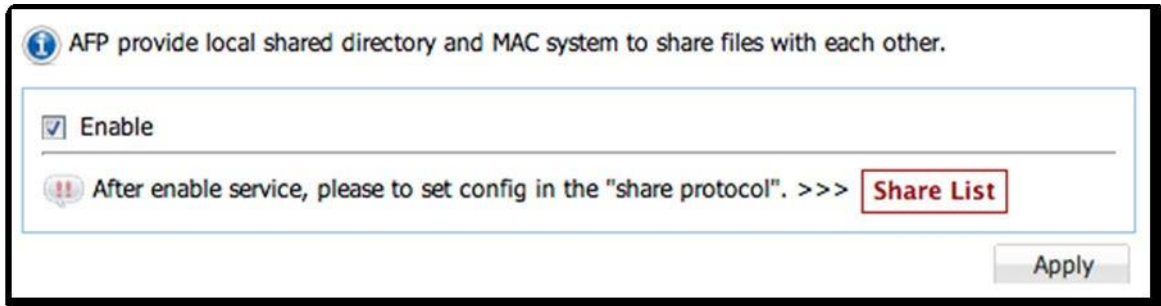 AFP provide local shared directory and MAC system to share files with each other.
Enable
After enable service, please to set config in the "share protocol". >>> Share List
Apply